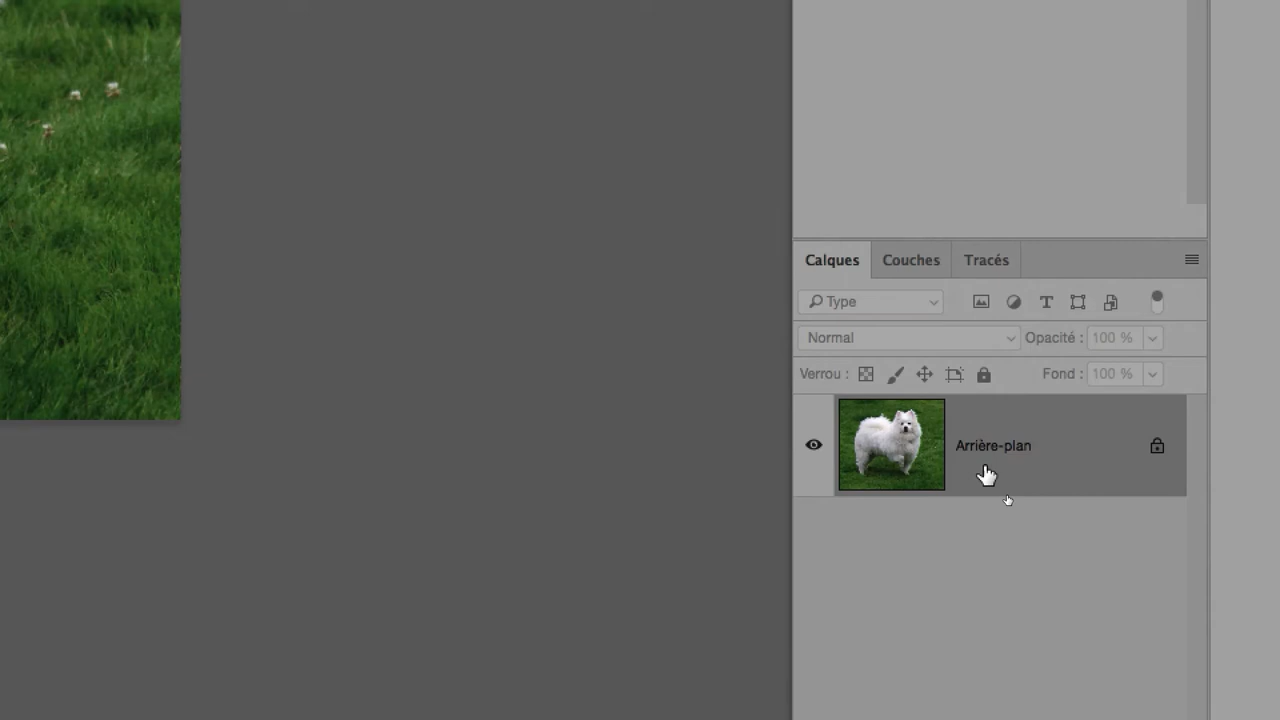 Calques Couches Tracés
Type
Normal Opacité : 100 %
Verrou : Fond : 100 %
Arrière-plan